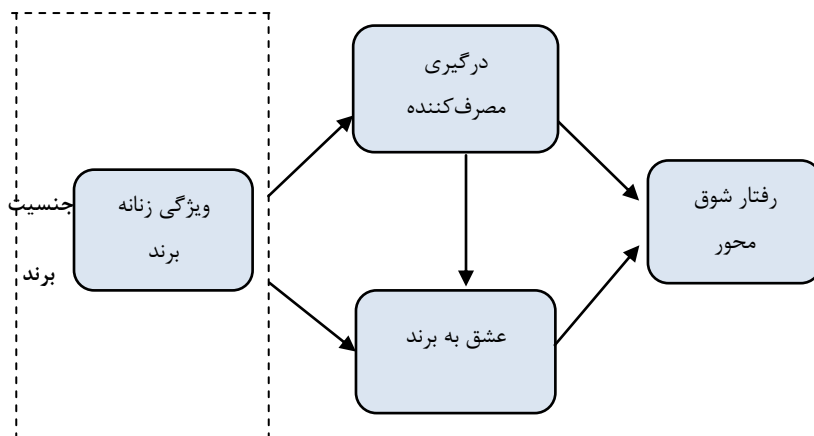 درگیری
مصرف‌کننده
رفتار شوق
محور
ویژگی زنانه
برند
جنسیت
برند
عشق به برند